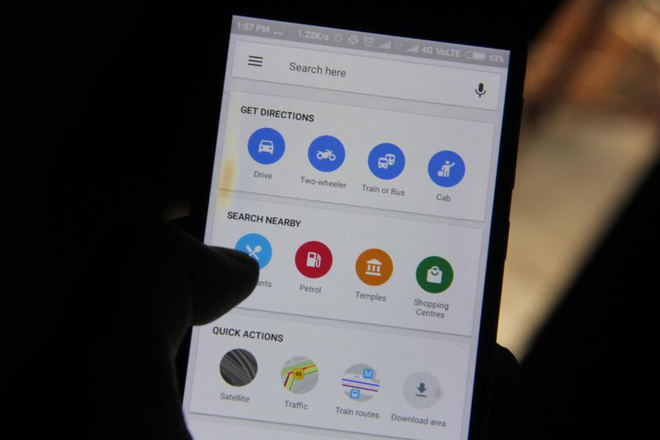 1:57 PM ... 1.22K/s 4G VoLTE 53%
Search here
GET DIRECTIONS
Drive Two-wheeler Train or Bus Cab
SEARCH NEARBY
Petrol Temples Shopping
Centres
QUICK ACTIONS
Satellite Traffic Train routes Download area